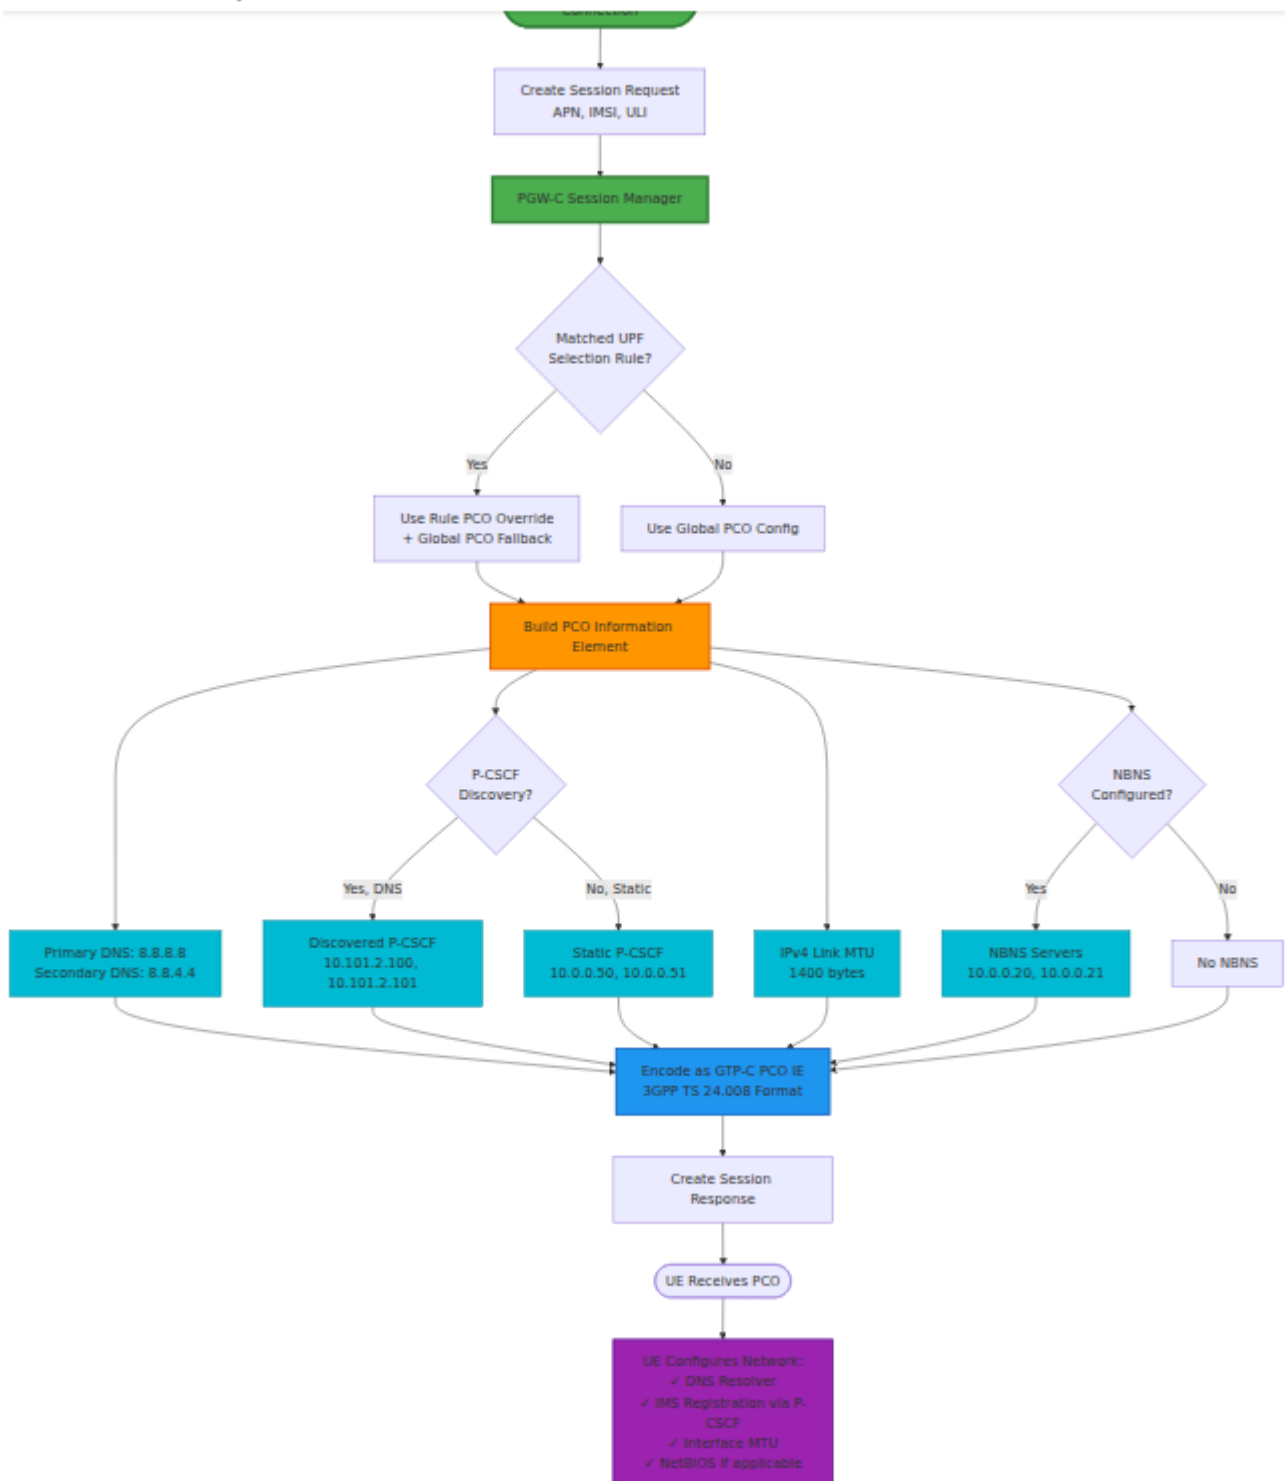 Connection
Create Session Request
APN, IMSI, ULI
PGW-C Session Manager
Matched UPF
Selection Rule?
Yes
No
Use Rule PCO Override
+ Global PCO Fallback
Use Global PCO Config
Build PCO Information
Element
P-CSCF
Discovery?
NBNS
Configured?
Yes, DNS
No, Static
Yes
No
Primary DNS: 8.8.8.8
Secondary DNS: 8.8.4.4
Discovered P-CSCF
10.101.2.100,
10.101.2.101
Static P-CSCF
10.0.0.50, 10.0.0.51
IPv4 Link MTU
1400 bytes
NBNS Servers
10.0.0.20, 10.0.0.21
No NBNS
Encode as GTP-C PCO IE
3GPP TS 24.008 Format
Create Session
Response
UE Receives PCO
UE Configures Network:
✓ DNS Resolver
✓ IMS Registration via P-
CSCF
✓ Interface MTU
✓ NetBIOS if applicable